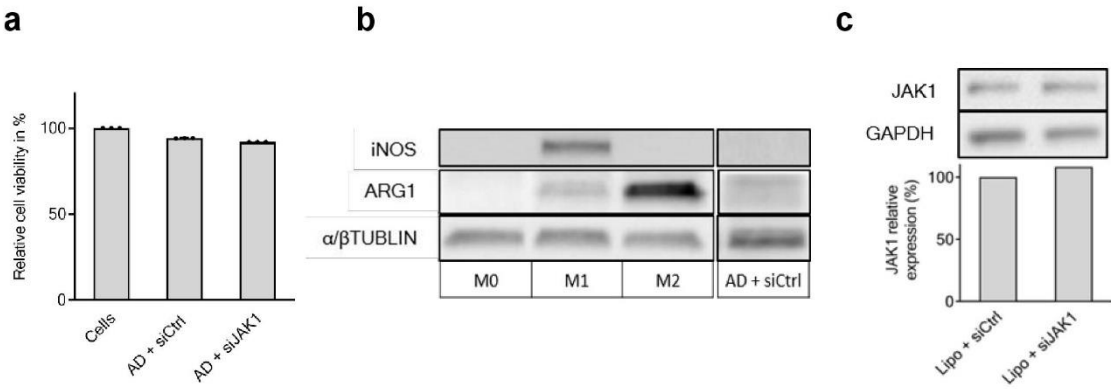 a
Relative cell viability in %
100
50
0
Cells
AD + siCtrl
AD + siJAK1
b
iNOS
ARG1
α/βTUBLIN
M0 M1 M2 AD + siCtrl
c
JAK1
GAPDH
JAK1 relative
expression (%)
100
50
0
Lipo + siCtrl
Lipo + siJAK1